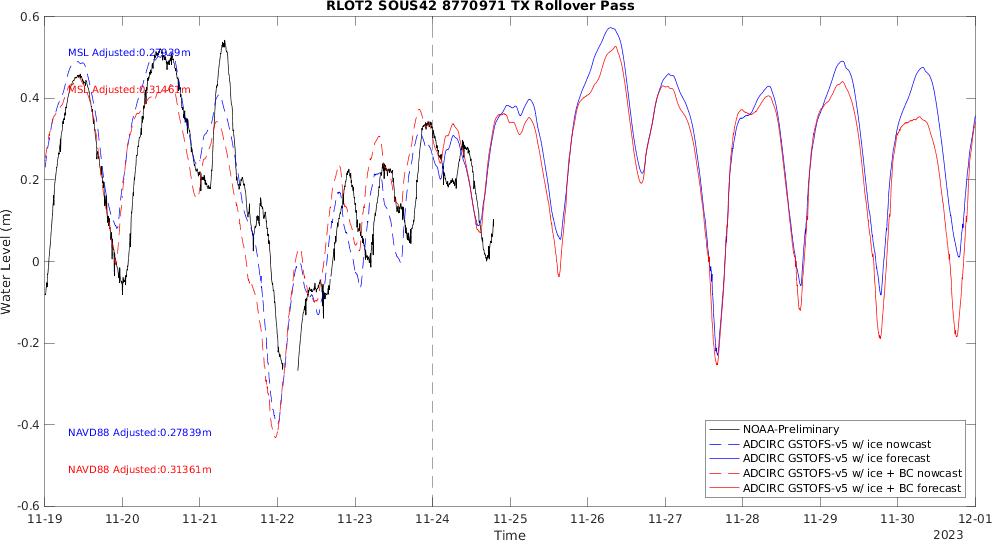 RLOT2 SOUS42 8770971 TX Rollover Pass
0.6
0.4
0.2
0
-0.2
-0.4
-0.6
Water Level (m)
MSL Adjusted:0.27939m
MSL Adjusted:0.31461m
NAVD88 Adjusted:0.27839m
NAVD88 Adjusted:0.31361m
NOAA-Preliminary
ADCIRC GSTOFS-v5 w/ ice nowcast
ADCIRC GSTOFS-v5 w/ ice forecast
ADCIRC GSTOFS-v5 w/ ice + BC nowcast
ADCIRC GSTOFS-v5 w/ ice + BC forecast
11-19 11-20 11-21 11-22 11-23 11-24 11-25 11-26 11-27 11-28 11-29 11-30 12-01
Time
2023